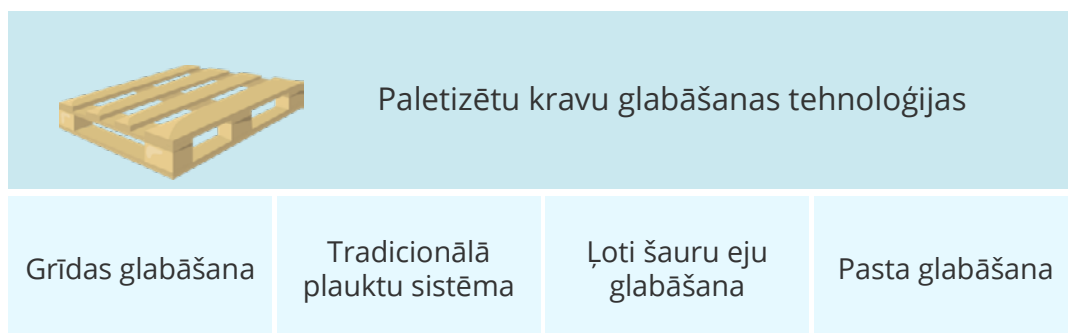 Paletizētu kravu glabāšanas tehnoloģijas
Grīdas glabāšana
Tradicionālā
plauktu sistēma
Ļoti šauru eju
glabāšana
Pasta glabāšana